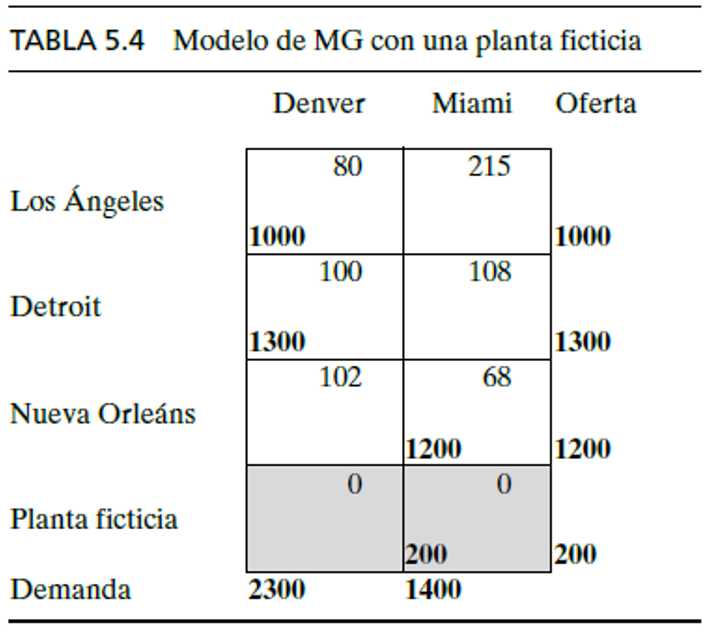 TABLA 5.4 Modelo de MG con una planta ficticia
Denver Miami Oferta
80 215
Los Ángeles
1000 1000
100 108
Detroit
1300 1300
102 68
Nueva Orleáns
1200 1200
0 0
Planta ficticia
200 200
Demanda 2300 1400